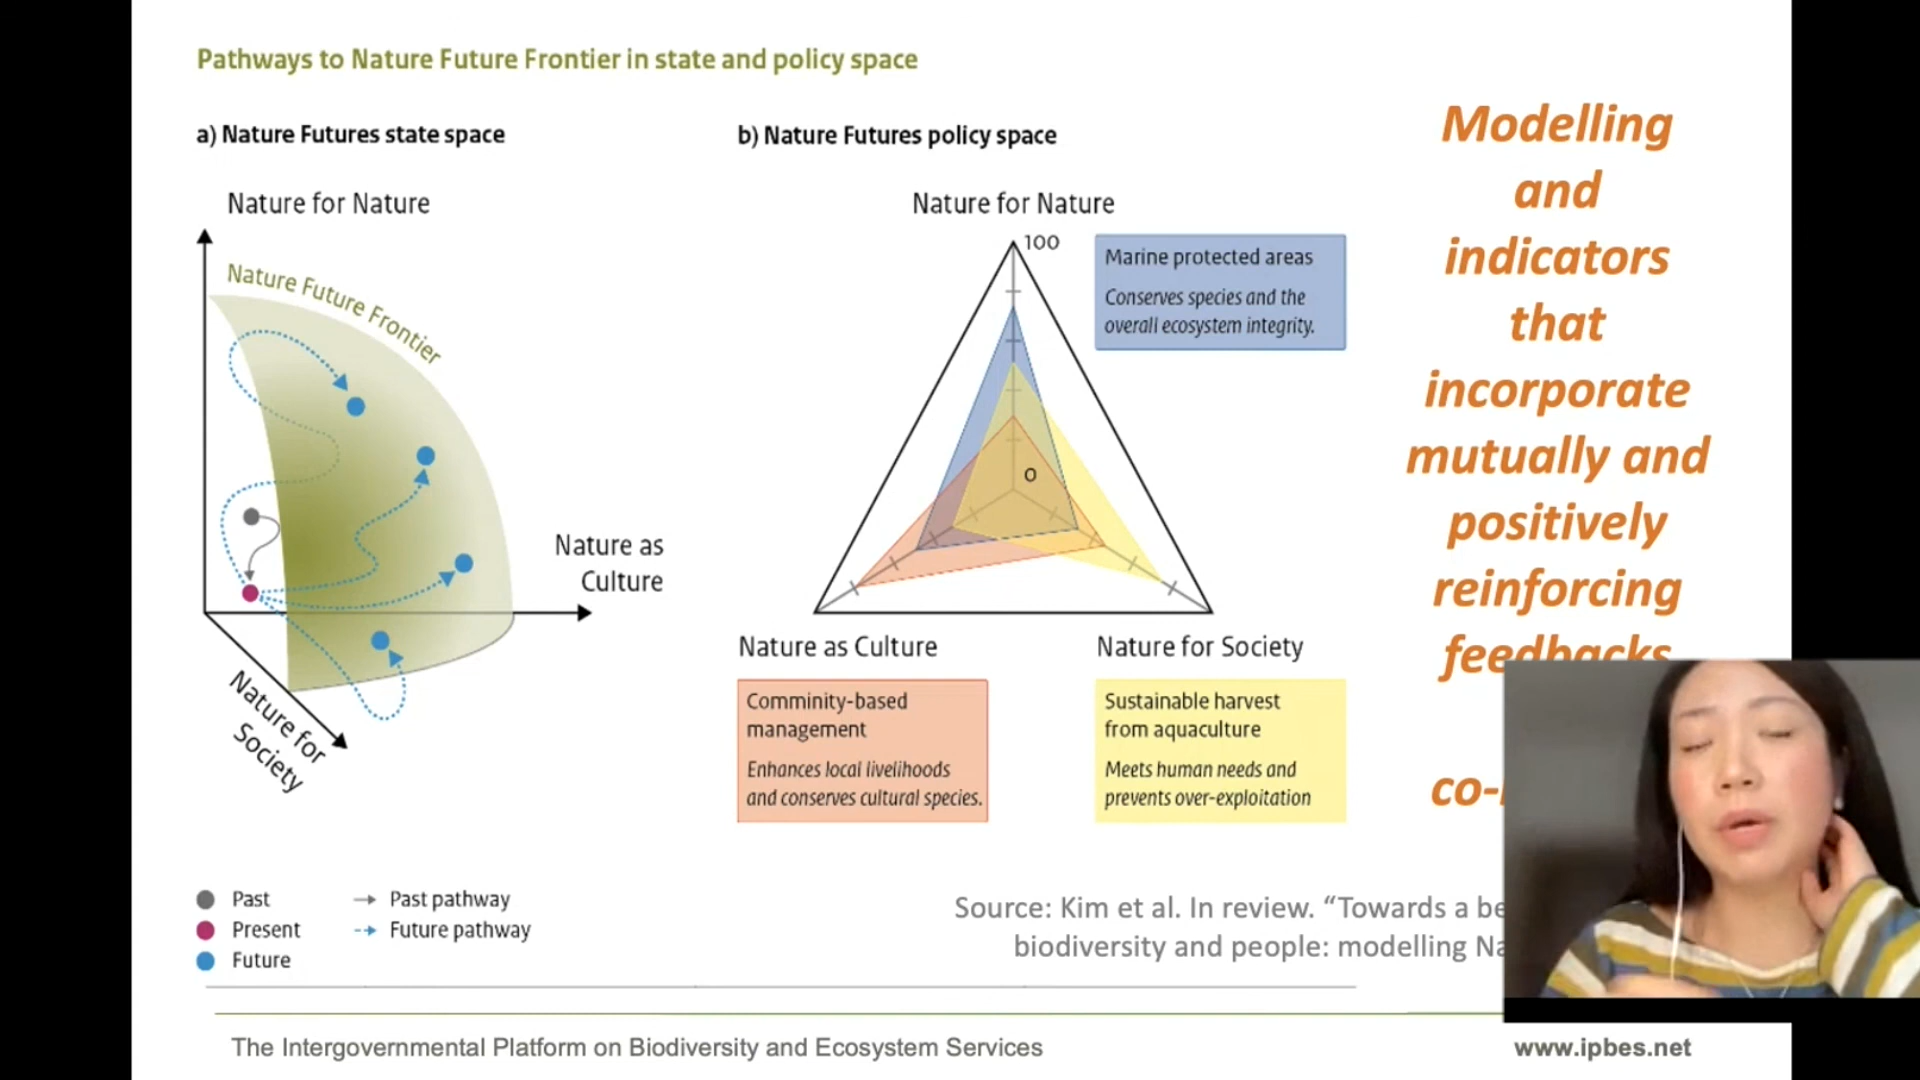 Pathways to Nature Future Frontier in state and policy space
a) Nature Futures state space
Nature for Nature
Nature Future Frontier
Nature as
Culture
Nature for
Society
b) Nature Futures policy space
Nature for Nature
100
0
Marine protected areas
Conserves species and the
overall ecosystem integrity.
Nature as Culture
Nature for Society
Comminity-based
management
Enhances local livelihoods
and conserves cultural species.
Sustainable harvest
from aquaculture
Meets human needs and
prevents over-exploitation
Modelling
and
indicators
that
incorporate
mutually and
positively
reinforcing
feedbacks
co-
Past
Past pathway
Present
Future pathway
Future
Source: Kim et al. In review. “Towards a
biodiversity and people: modelling
The Intergovernmental Platform on Biodiversity and Ecosystem Services
www.ipbes.net